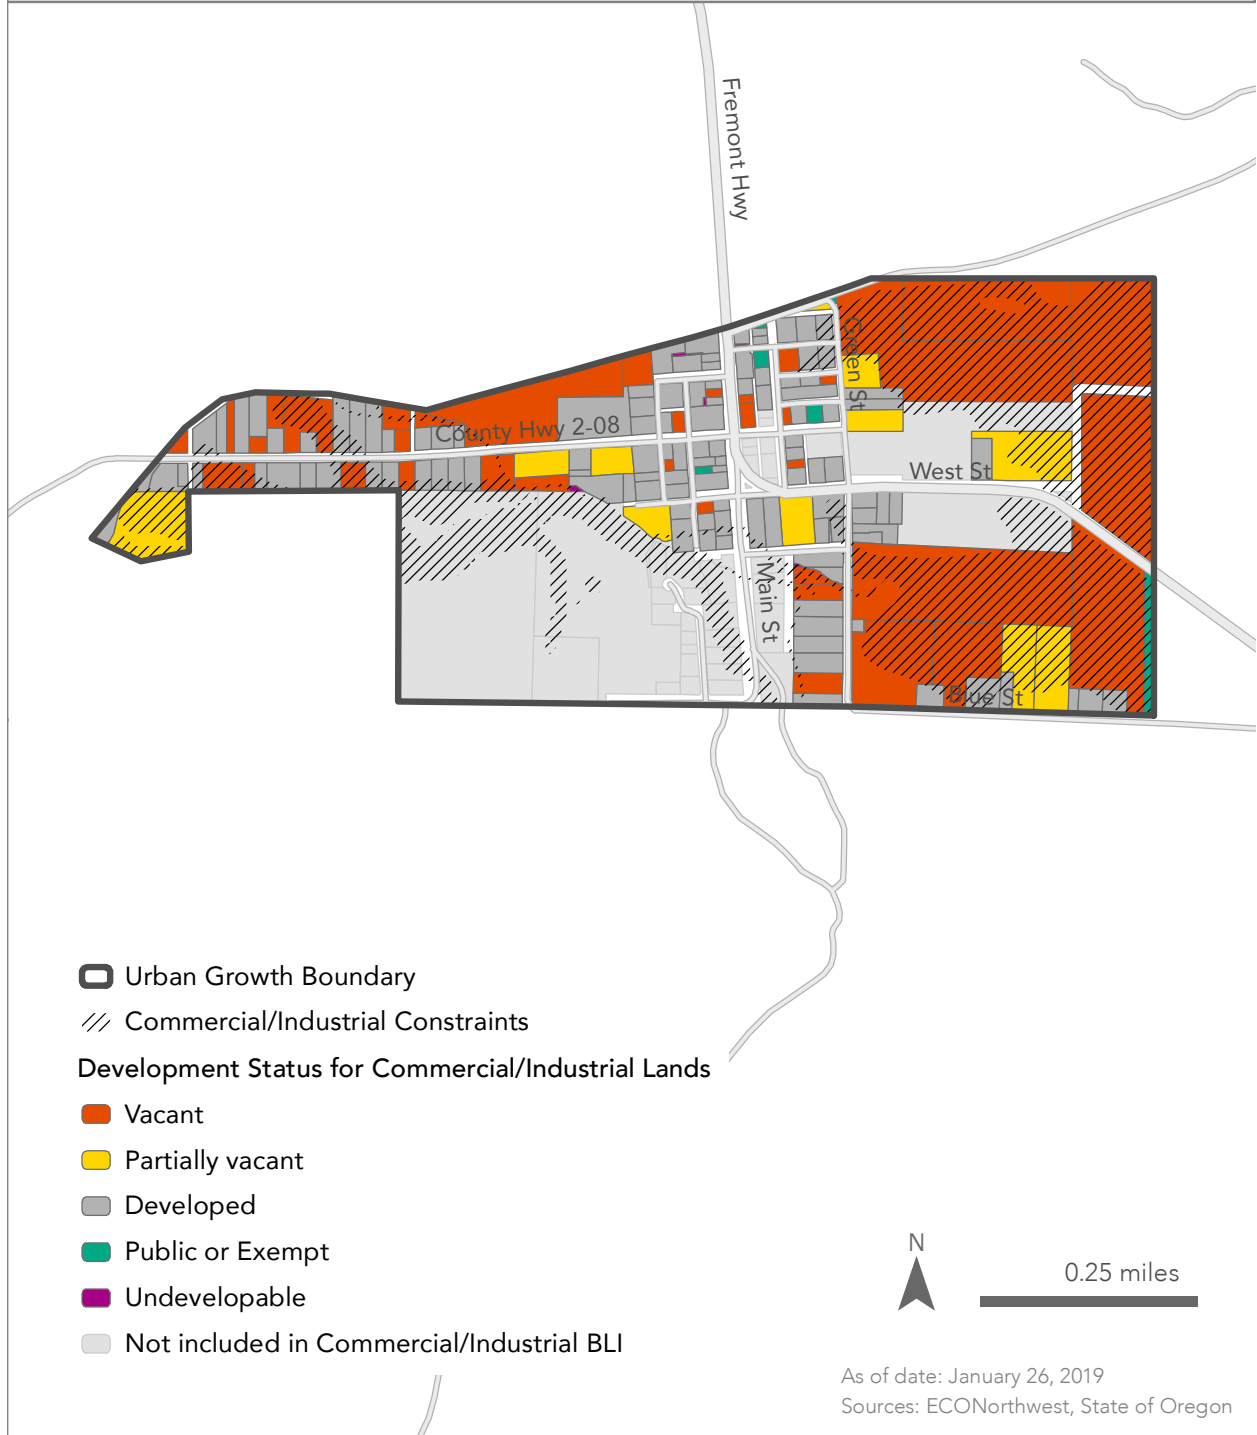 Fremont Hwy
Green St
County Hwy 2-08
West St
Main St
Blue St
Urban Growth Boundary
Commercial/Industrial Constraints
Development Status for Commercial/Industrial Lands
Vacant
Partially vacant
Developed
Public or Exempt
Undevelopable
Not included in Commercial/Industrial BLI
N
0.25 miles
As of date: January 26, 2019
Sources: ECONorthwest, State of Oregon